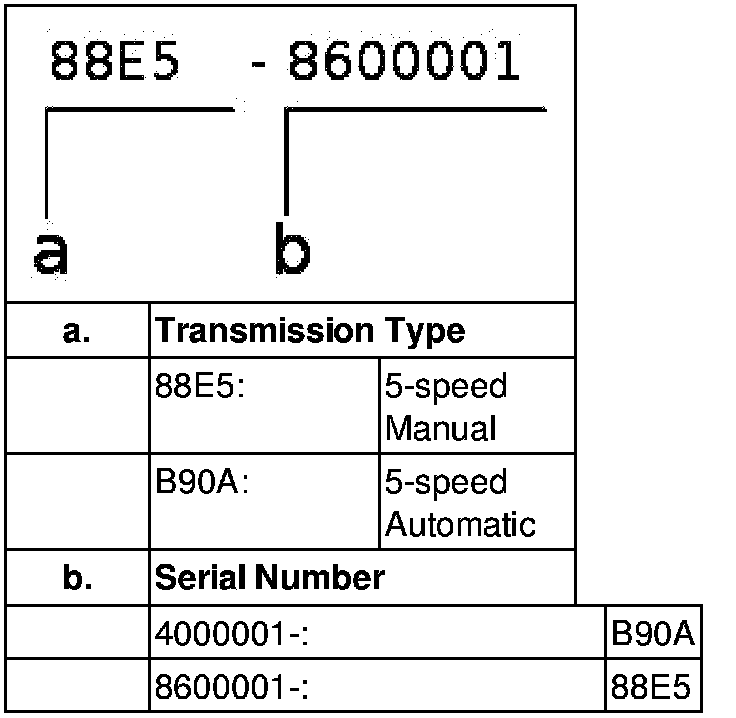 88E5 - 8600001
a b
a. Transmission Type
88E5: 5-speed
Manual
B90A: 5-speed
Automatic
b. Serial Number
4000001-: B90A
8600001-: 88E5